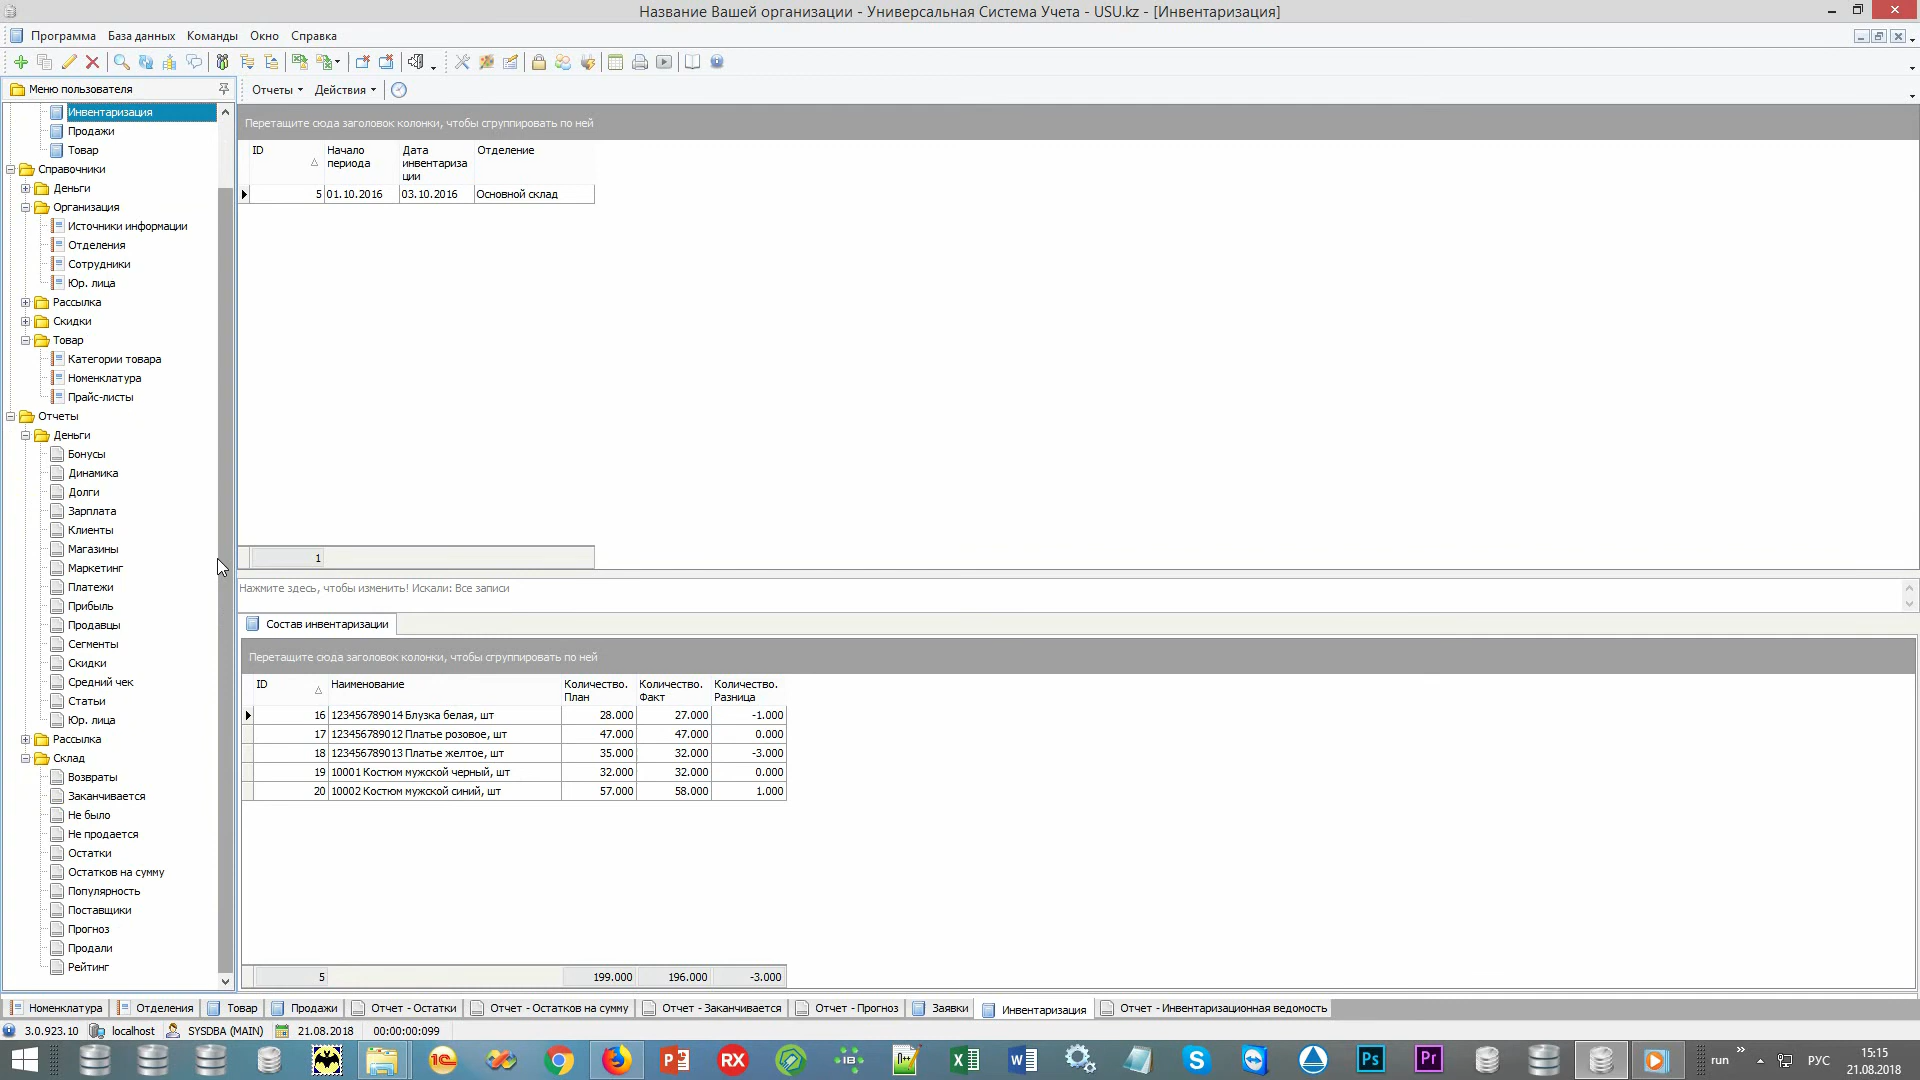 Название Вашей организации - Универсальная Система Учета - USU.kz - [Инвентаризация]
Программа База данных Команды Окно Справка
Меню пользователя
Отчеты Действия
Инвентаризация
Продажи
Товар
Справочники
Деньги
Организация
Источники информации
Отделения
Сотрудники
Юр. лица
Рассылка
Скидки
Товар
Категории товара
Номенклатура
Прайс-листы
Отчеты
Деньги
Бонусы
Динамика
Долги
Зарплата
Клиенты
Магазины
Маркетинг
Платежи
Прибыль
Продавцы
Сегменты
Скидки
Средний чек
Статьи
Юр. лица
Рассылка
Склад
Возвраты
Заканчивается
Не было
Не продается
Остатки
Остатков на сумму
Популярность
Поставщики
Прогноз
Продали
Рейтинг
Перетащите сюда заголовок колонки, чтобы сгруппировать по ней
ID Начало периода Дата инвентариза ции Отделение
5 01.10.2016 03.10.2016 Основной склад
1
Нажмите здесь, чтобы изменить! Искали: Все записи
Состав инвентаризации
Перетащите сюда заголовок колонки, чтобы сгруппировать по ней
ID Наименование Количество. План Количество. Факт Количество. Разница
16 123456789014 Блузка белая, шт 28.000 27.000 -1.000
17 123456789012 Платье розовое, шт 47.000 47.000 0.000
18 123456789013 Платье желтое, шт 35.000 32.000 -3.000
19 10001 Костюм мужской черный, шт 32.000 32.000 0.000
20 10002 Костюм мужской синий, шт 57.000 58.000 1.000
5 199.000 196.000 -3.000
Номенклатура Отделения Товар Продажи Отчет - Остатки Отчет - Остатков на сумму Отчет - Заканчивается Отчет - Прогноз Заявки Инвентаризация Отчет - Инвентаризационная ведомость
3.0.923.10 localhost SYSDBA (MAIN) 21.08.2018 00:00:00:099
RX IB W Ps Pr run » РУС 15:15
21.08.2018